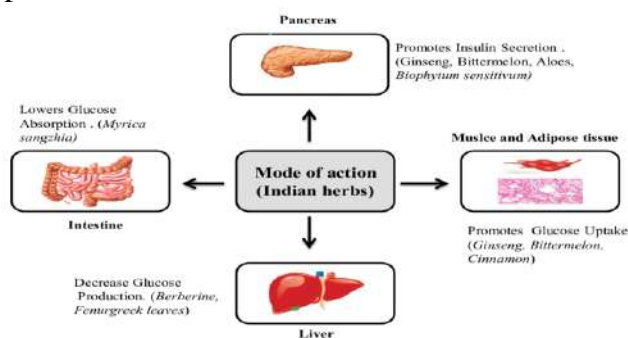 Pancreas
Promotes Insulin Secretion .
(Ginseng, Bittermelon, Aloes,
Biophytum sensitivum)
Lowers Glucose
Absorption . (Myrica
sangzhia)
Intestine
Mode of action
(Indian herbs)
Muslce and Adipose tissue
Promotes Glucose Uptake
(Ginseng. Bittermelon.
Cinnamon)
Decrease Glucose
Production. (Berberine,
Fenurgreek leaves)
Liver